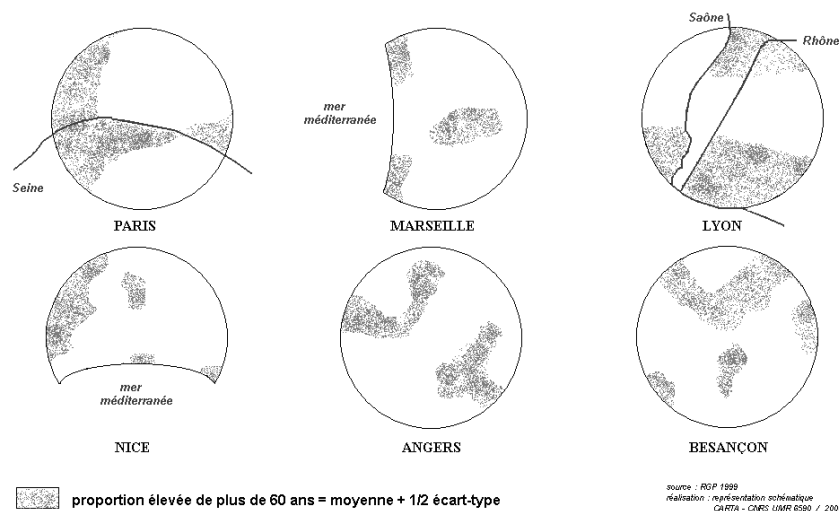 Saône
Rhône
mer
méditerranée
Seine
PARIS
MARSEILLE
LYON
mer
méditerranée
NICE
ANGERS
BESANÇON
proportion élevée de plus de 60 ans = moyenne + 1/2 écart-type
source : RGP 1999
réalisation : représentation schématique
CARTA - CNRS UMR 6590 /